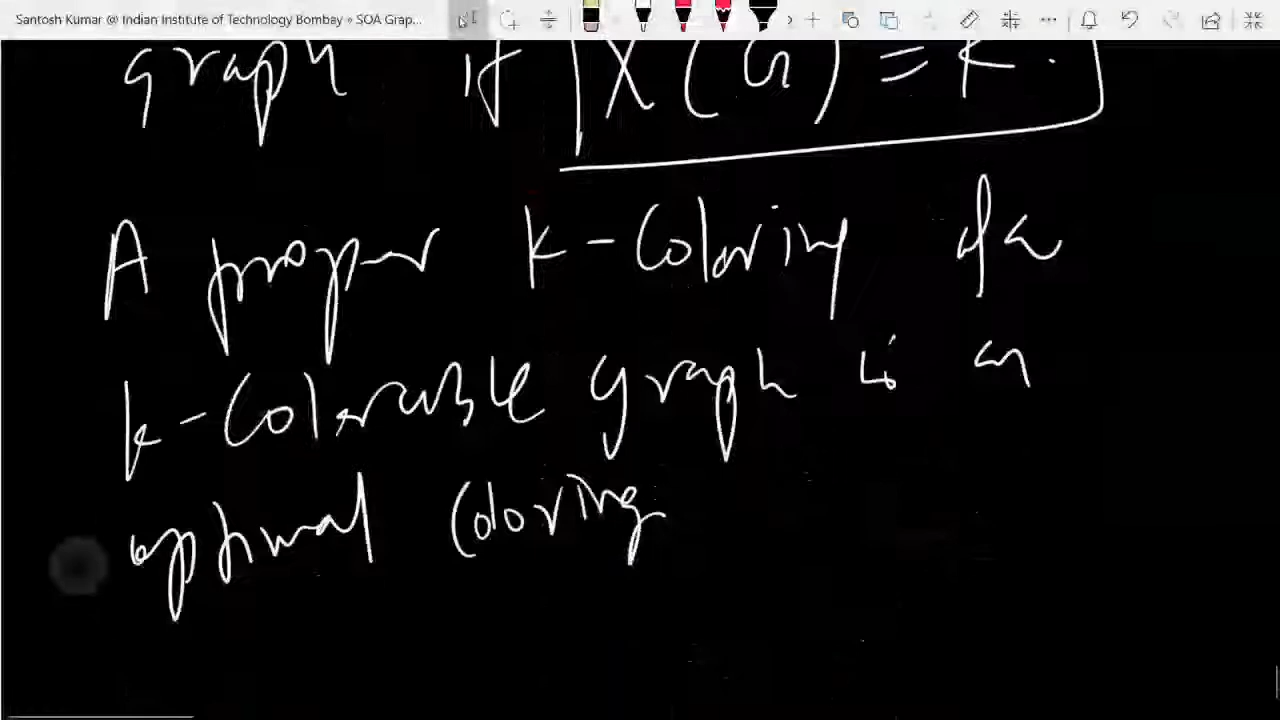 Santosh Kumar @ Indian Institute of Technology Bombay » SOA Grap...
graph if χ(G) = k.
A proper k-coloring of a
k-colorable graph is an
optimal coloring